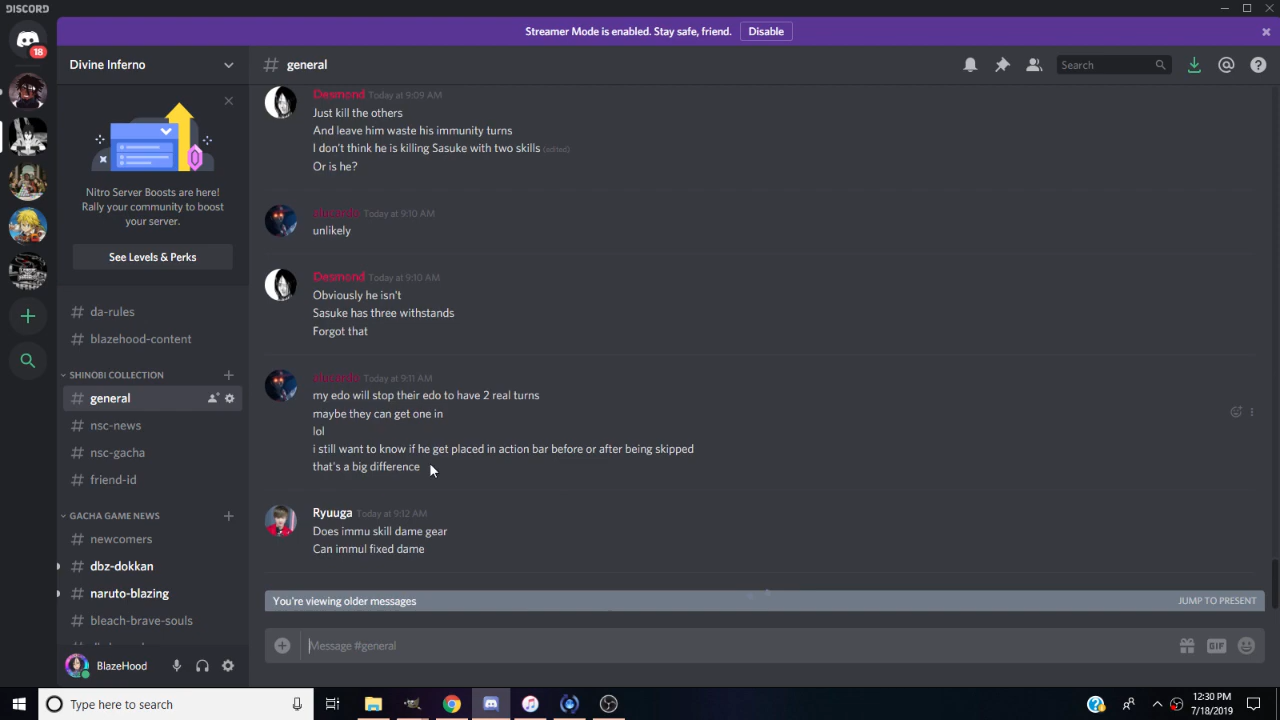 DISCORD
Streamer Mode is enabled. Stay safe, friend.
Disable
18
Divine Inferno
general
Search
Nitro Server Boosts are here!
Rally your community to boost
your server.
See Levels & Perks
da-rules
blazehood-content
SHINOBI COLLECTION
general
nsc-news
nsc-gacha
friend-id
GACHA GAME NEWS
newcomers
dbz-dokkan
naruto-blazing
bleach-brave-souls
BlazeHood
Desmond Today at 9:09 AM
Just kill the others
And leave him waste his immunity turns
I don't think he is killing Sasuke with two skills (edited)
Or is he?
Today at 9:10 AM
unlikely
Desmond Today at 9:10 AM
Obviously he isn't
Sasuke has three withstands
Forgot that
Today at 9:11 AM
my edo will stop their edo to have 2 real turns
maybe they can get one in
lol
i still want to know if he get placed in action bar before or after being skipped
that's a big difference
Ryuuga Today at 9:12 AM
Does immu skill dame gear
Can immul fixed dame
You're viewing older messages
JUMP TO PRESENT
Message #general
GIF
Type here to search
12:30 PM
7/18/2019